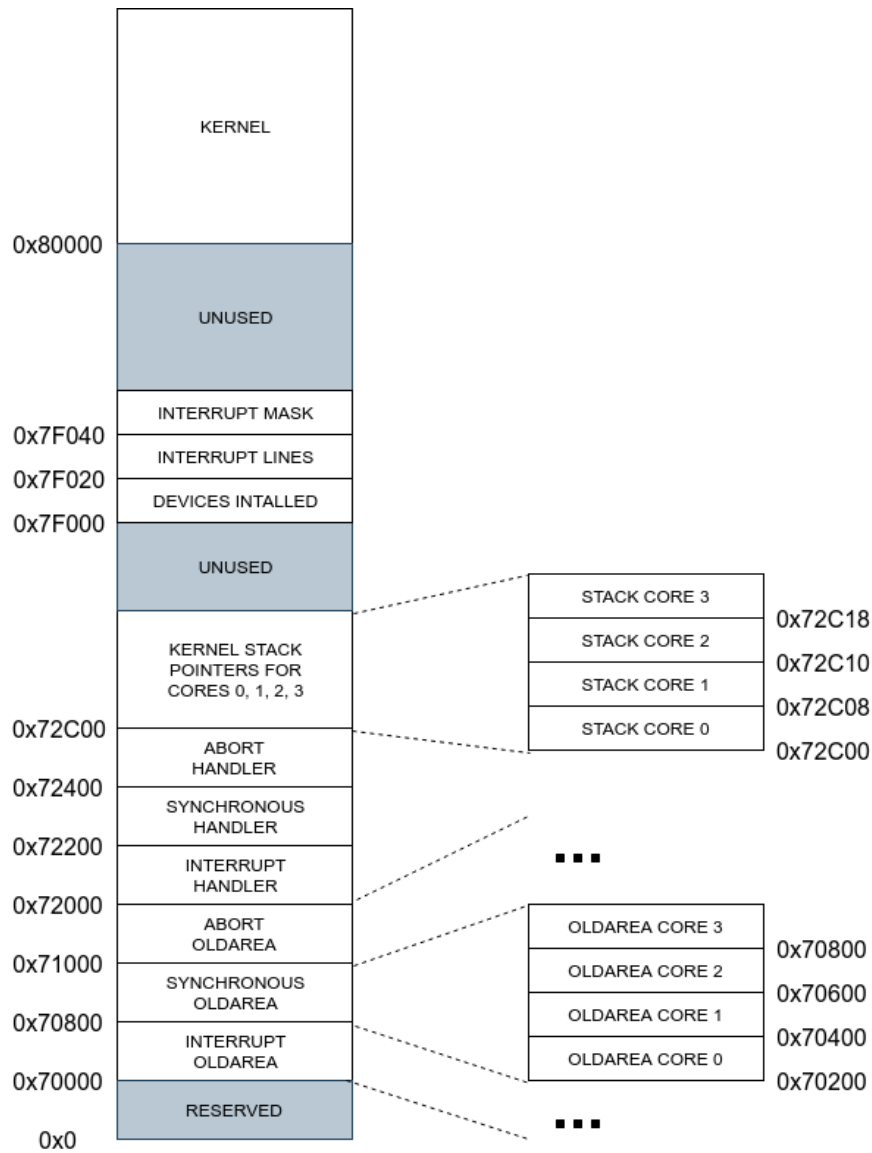 KERNEL
0x80000
UNUSED
INTERRUPT MASK
0x7F040
INTERRUPT LINES
0x7F020
DEVICES INTALLED
0x7F000
UNUSED
KERNEL STACK
POINTERS FOR
CORES 0, 1, 2, 3
0x72C00
ABORT
HANDLER
0x72400
SYNCHRONOUS
HANDLER
0x72200
INTERRUPT
HANDLER
0x72000
ABORT
OLDAREA
0x71000
SYNCHRONOUS
OLDAREA
0x70800
INTERRUPT
OLDAREA
0x70000
RESERVED
0x0
STACK CORE 3
0x72C18
STACK CORE 2
0x72C10
STACK CORE 1
0x72C08
STACK CORE 0
0x72C00
...
OLDAREA CORE 3
0x70800
OLDAREA CORE 2
0x70600
OLDAREA CORE 1
0x70400
OLDAREA CORE 0
0x70200
...